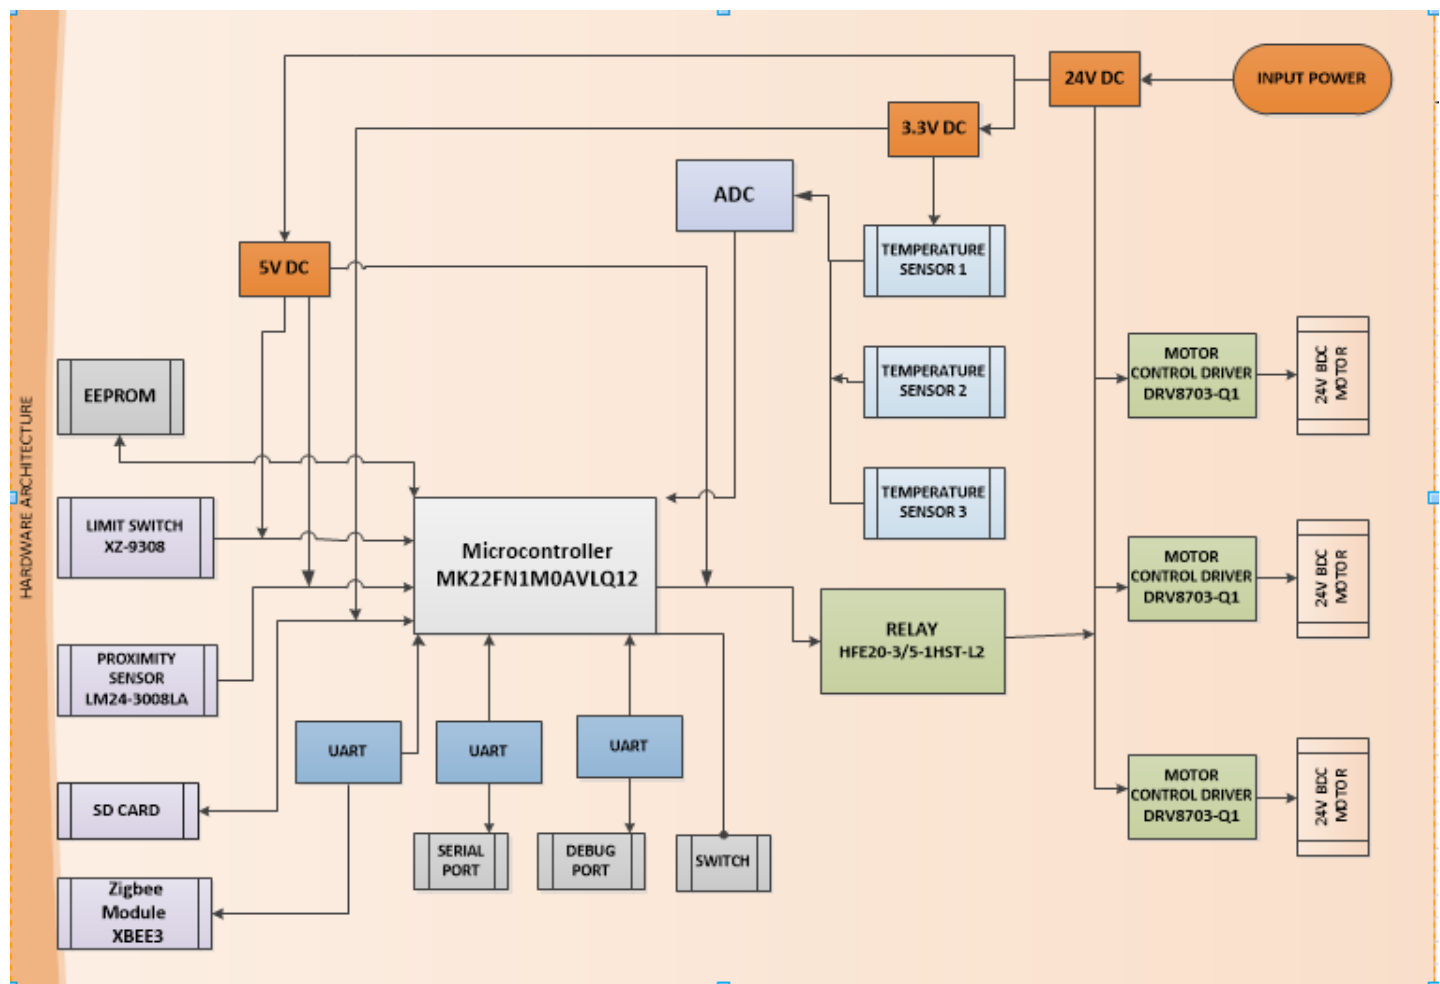 HARDWARE ARCHITECTURE
24V DC
INPUT POWER
3.3V DC
ADC
TEMPERATURE
SENSOR 1
5V DC
TEMPERATURE
SENSOR 2
MOTOR
CONTROL DRIVER
DRV8703-Q1
24V BDC
MOTOR
EEPROM
LIMIT SWITCH
XZ-9308
TEMPERATURE
SENSOR 3
Microcontroller
MK22FN1M0AVLQ12
MOTOR
CONTROL DRIVER
DRV8703-Q1
24V BDC
MOTOR
RELAY
HFE20-3/5-1HST-L2
PROXIMITY
SENSOR
LM24-3008LA
UART
UART
UART
SD CARD
MOTOR
CONTROL DRIVER
DRV8703-Q1
24V BDC
MOTOR
SERIAL
PORT
DEBUG
PORT
SWITCH
Zigbee
Module
XBEE3